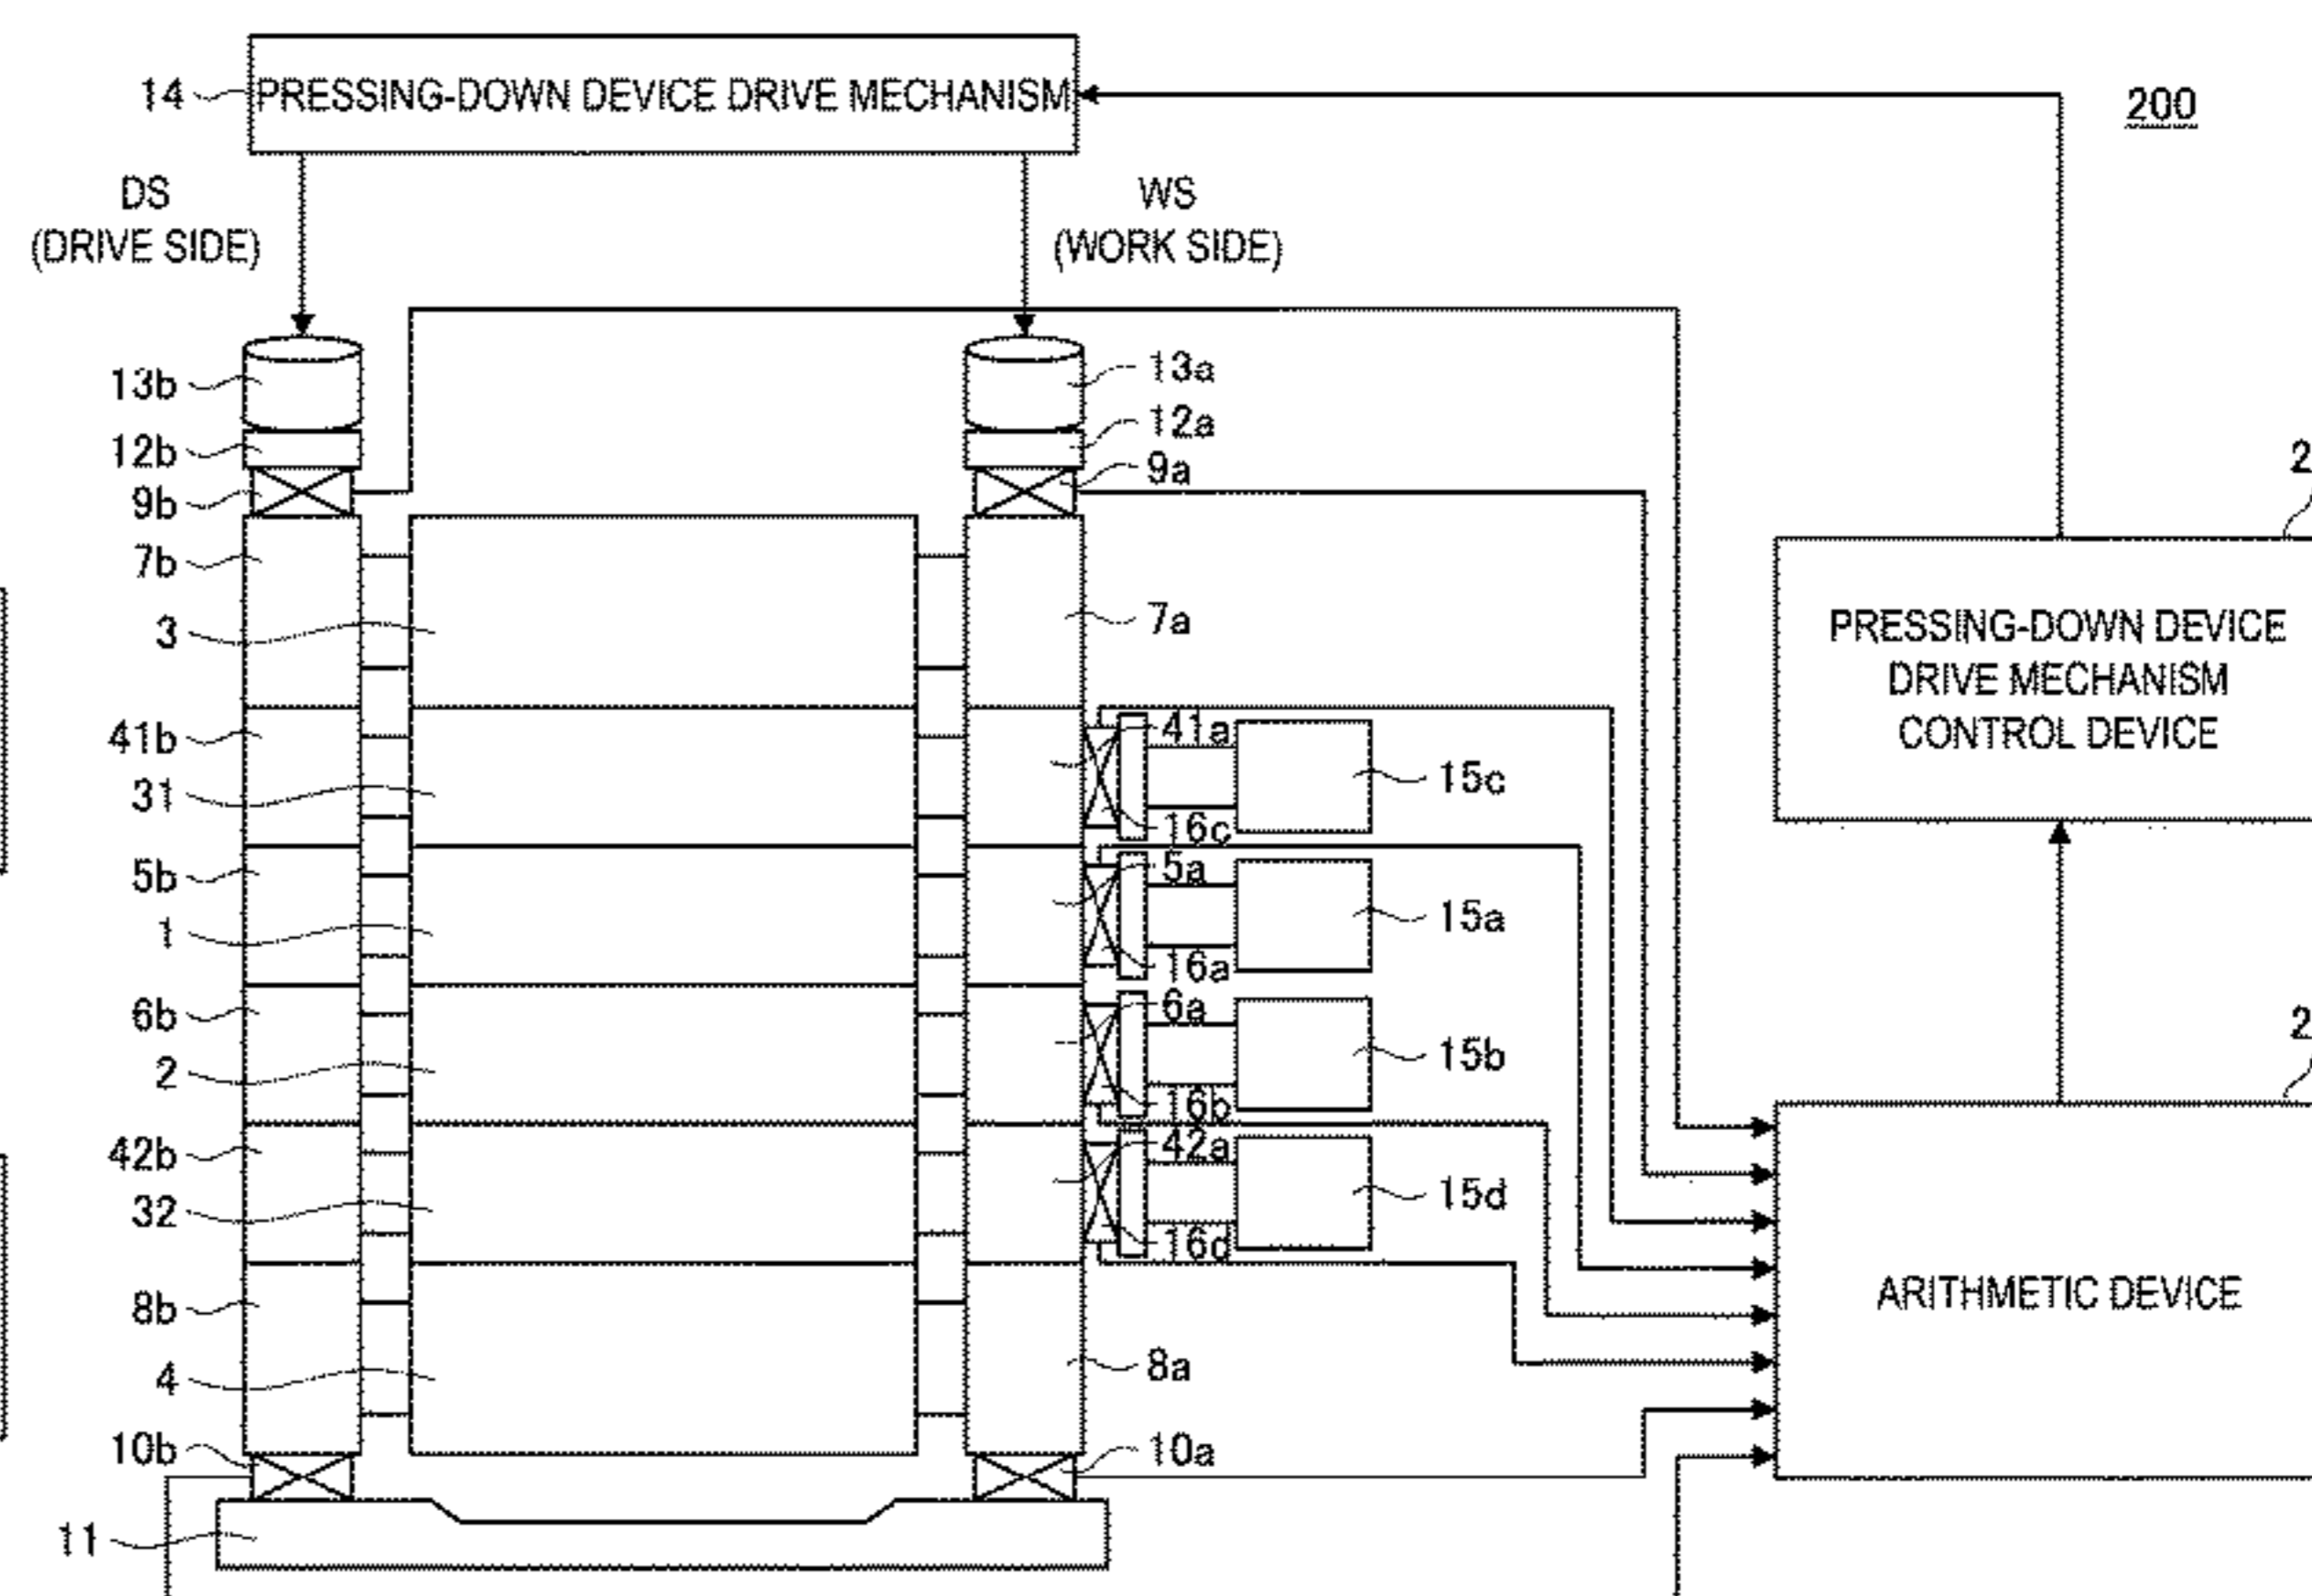 14
PRESSING-DOWN DEVICE DRIVE MECHANISM
200
DS
(DRIVE SIDE)
WS
(WORK SIDE)
13b
13a
12b
12a
9b
9a
7b
3
7a
PRESSING-DOWN DEVICE
DRIVE MECHANISM
CONTROL DEVICE
41b
41a
31
15c
16c
5b
5a
1
15a
16a
6b
6a
2
15b
16b
42b
42a
32
15d
16d
8b
ARITHMETIC DEVICE
4
8a
10b
10a
11